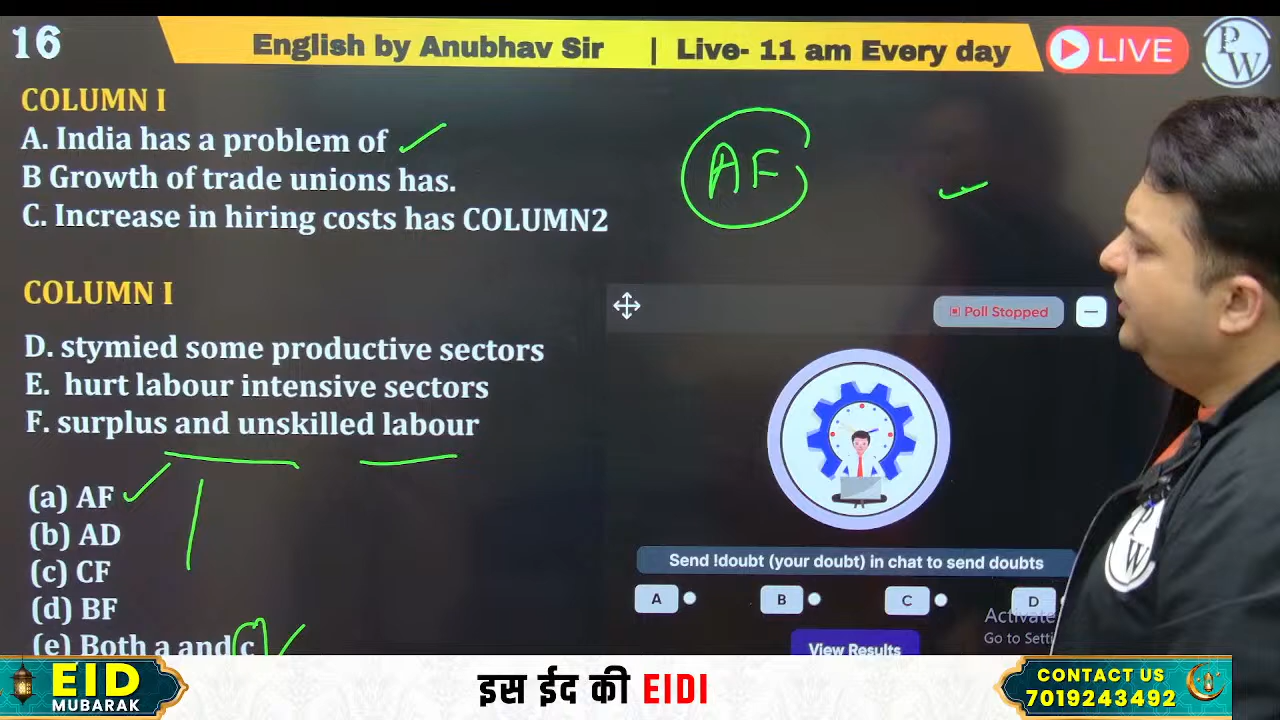 16
English by Anubhav Sir | Live- 11 am Every day
LIVE
PW
COLUMN I
A. India has a problem of
B Growth of trade unions has.
C. Increase in hiring costs has COLUMN2
AF
COLUMN I
D. stymied some productive sectors
E. hurt labour intensive sectors
F. surplus and unskilled labour
(a) AF
(b) AD
(c) CF
(d) BF
(e) Both a and c
Poll Stopped
Send !doubt (your doubt) in chat to send doubts
A
B
C
D
Activate
Go to Setti
View Results
PW
EID
MUBARAK
इस ईद की EIDI
CONTACT US
7019243492